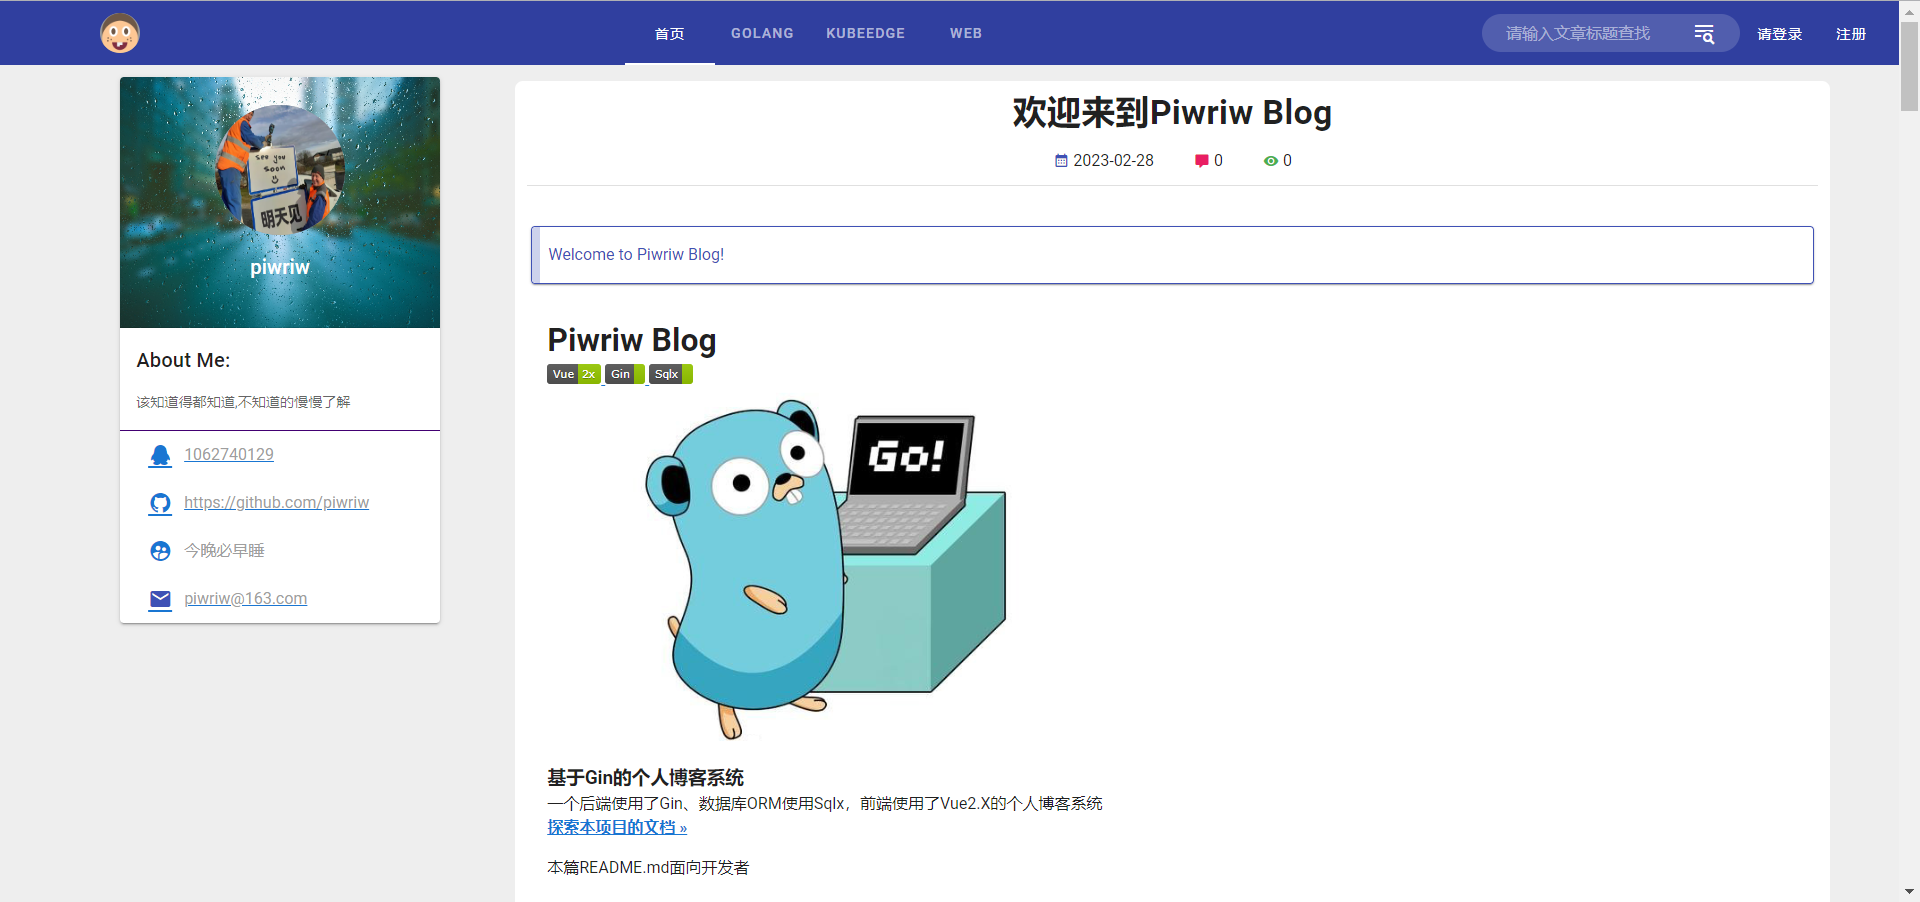 首页
GOLANG
KUBEEDGE
WEB
请输入文章标题查找
请登录
注册
see you
soon
明天见
piwriw
About Me:
该知道得都知道,不知道的慢慢了解
1062740129
https://github.com/piwriw
今晚必早睡
piwriw@163.com
欢迎来到Piwriw Blog
2023-02-28 0 0
Welcome to Piwriw Blog!
Piwriw Blog
Vue 2x Gin Sqlx
Go!
基于Gin的个人博客系统
一个后端使用了Gin、数据库ORM使用Sqlx，前端使用了Vue2.X的个人博客系统
探索本项目的文档 »
本篇README.md面向开发者